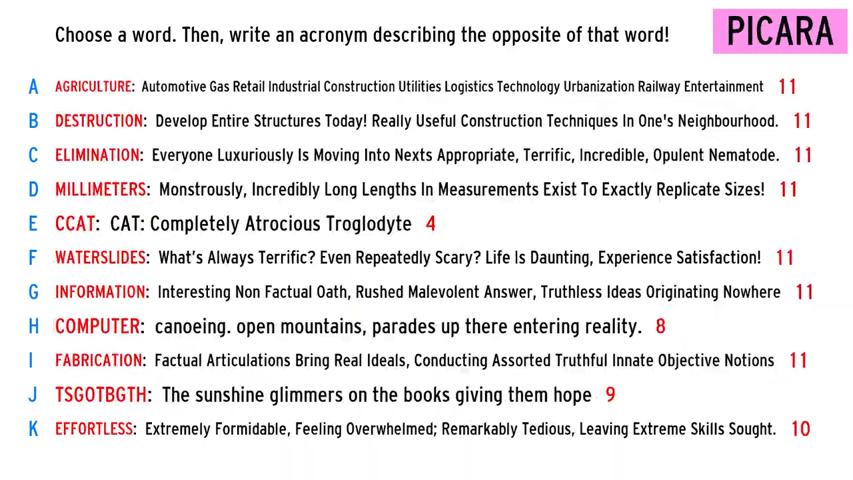 Choose a word. Then, write an acronym describing the opposite of that word! PICARA
A AGRICULTURE: Automotive Gas Retail Industrial Construction Utilities Logistics Technology Urbanization Railway Entertainment 11
B DESTRUCTION: Develop Entire Structures Today! Really Useful Construction Techniques In One's Neighbourhood. 11
C ELIMINATION: Everyone Luxuriously Is Moving Into Nexts Appropriate, Terrific, Incredible, Opulent Nematode. 11
D MILLIMETERS: Monstrously, Incredibly Long Lengths In Measurements Exist To Exactly Replicate Sizes! 11
E CCAT: CAT: Completely Atrocious Troglodyte 4
F WATERSLIDES: What's Always Terrific? Even Repeatedly Scary? Life Is Daunting, Experience Satisfaction! 11
G INFORMATION: Interesting Non Factual Oath, Rushed Malevolent Answer, Truthless Ideas Originating Nowhere 11
H COMPUTER: canoeing. open mountains, parades up there entering reality. 8
I FABRICATION: Factual Articulations Bring Real Ideals, Conducting Assorted Truthful Innate Objective Notions 11
J TSGOTBGTH: The sunshine glimmers on the books giving them hope 9
K EFFORTLESS: Extremely Formidable, Feeling Overwhelmed; Remarkably Tedious, Leaving Extreme Skills Sought. 10